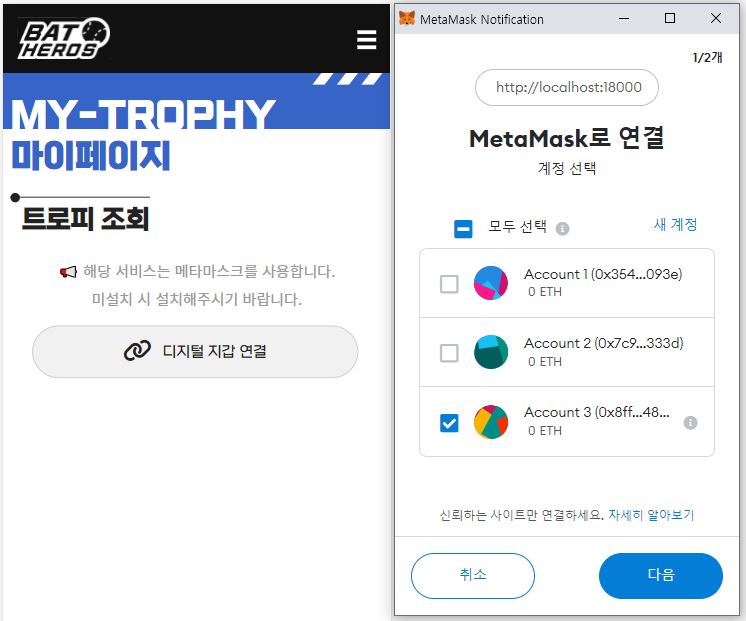 BAT
HEROS
MY-TROPHY
마이페이지
트로피 조회
해당 서비스는 메타마스크를 사용합니다.
미설치 시 설치해주시기 바랍니다.
디지털 지갑 연결
MetaMask Notification
1/2개
http://localhost:18000
MetaMask로 연결
계정 선택
모두 선택
새 계정
Account 1 (0x354...093e)
0 ETH
Account 2 (0x7c9...333d)
0 ETH
Account 3 (0x8ff...48...
0 ETH
신뢰하는 사이트만 연결하세요. 자세히 알아보기
취소
다음